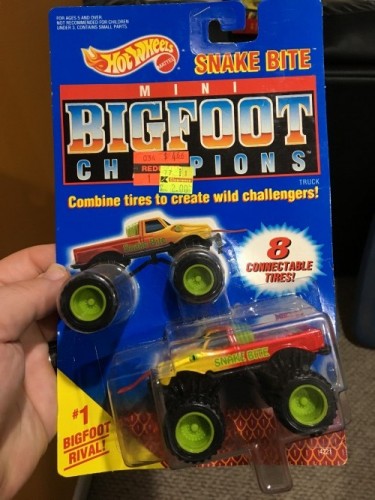 FOR AGES 5 AND OVER
NOT RECOMMENDED FOR CHILDREN
UNDER 3, CONTAINS SMALL PARTS.
Hot Wheels
MATTEL
SNAKE BITE
MINI
BIGFOOT
CHAMPIONS
TRUCK
Combine tires to create wild challengers!
8
CONNECTABLE
TIRES!
SNAKE BITE
#1
BIGFOOT
RIVAL!